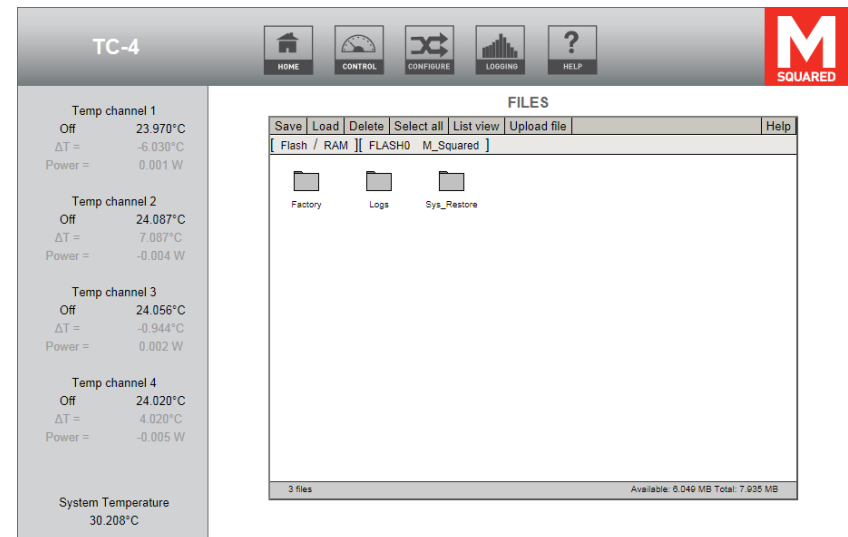 TC-4
HOME CONTROL CONFIGURE LOGGING ? HELP
M SQUARED
Temp channel 1
Off 23.970°C
ΔT = -6.030°C
Power = 0.001 W
Temp channel 2
Off 24.087°C
ΔT = 7.087°C
Power = -0.004 W
Temp channel 3
Off 24.056°C
ΔT = -0.944°C
Power = 0.002 W
Temp channel 4
Off 24.020°C
ΔT = 4.020°C
Power = -0.005 W
System Temperature
30.208°C
FILES
Save Load Delete Select all List view Upload file Help
[ Flash / RAM ][ FLASH0 M_Squared ]
Factory Logs Sys_Restore
3 files Available: 6.049 MB Total: 7.935 MB